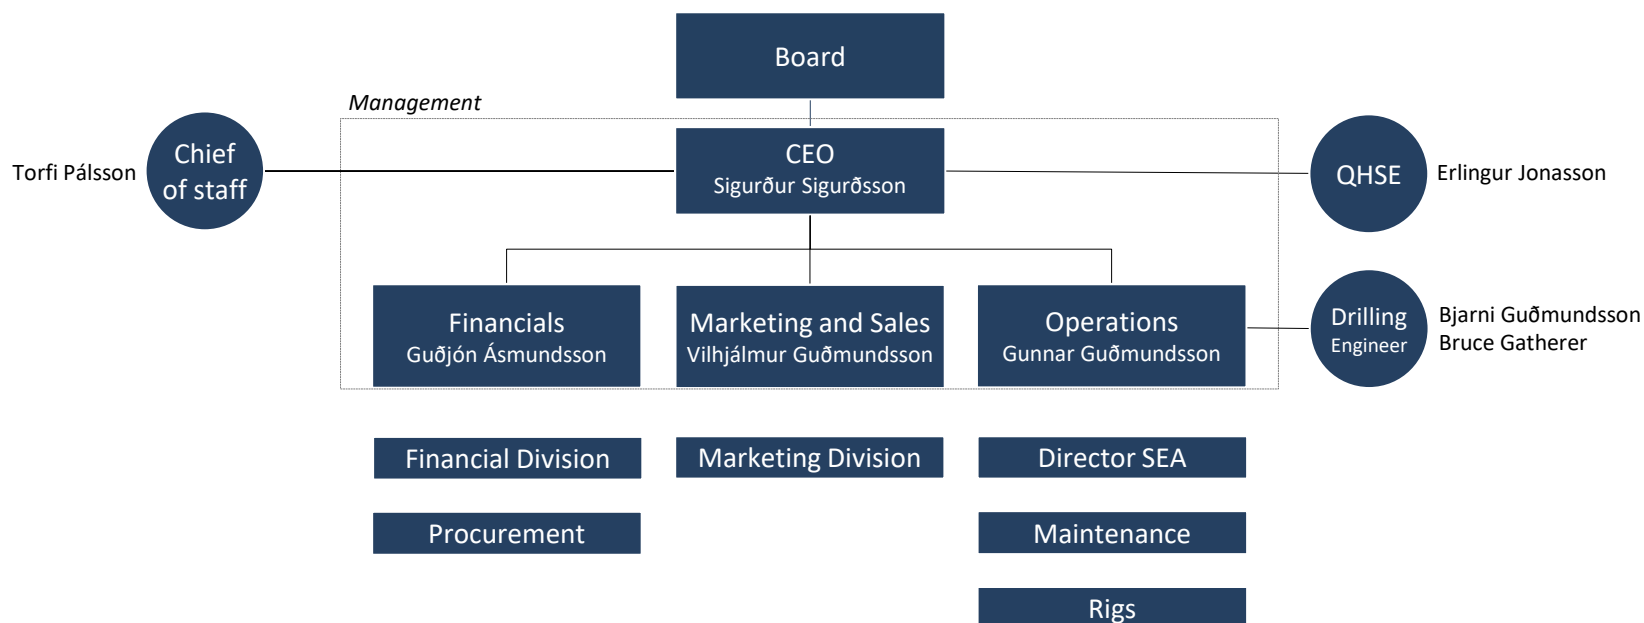 Board
Management
Torfi Pálsson
Chief
of staff
CEO
Sigurður Sigurðsson
QHSE
Erlingur Jonasson
Financials
Guðjón Ásmundsson
Marketing and Sales
Vilhjálmur Guðmundsson
Operations
Gunnar Guðmundsson
Drilling
Engineer
Bjarni Guðmundsson
Bruce Gatherer
Financial Division
Marketing Division
Director SEA
Procurement
Maintenance
Rigs